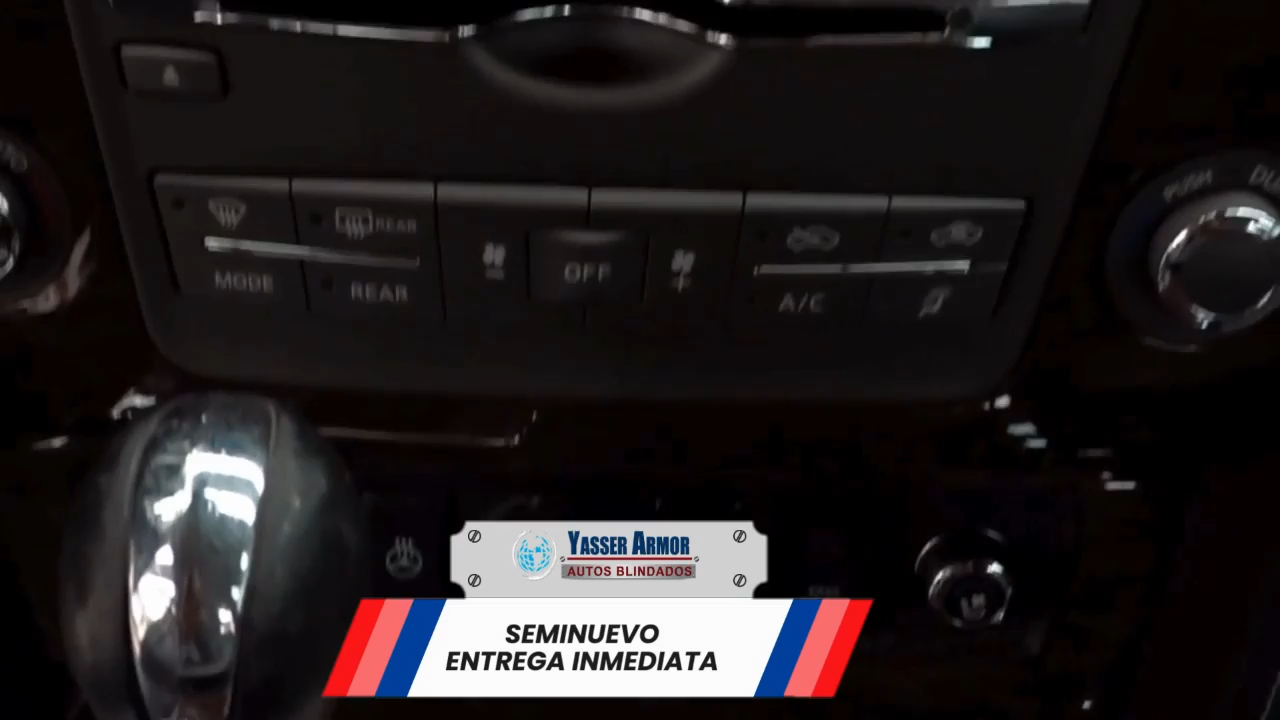 PUSH
REAR
MODE
REAR
OFF
A/C
YASSER ARMOR
AUTOS BLINDADOS
SEMINUEVO
ENTREGA INMEDIATA